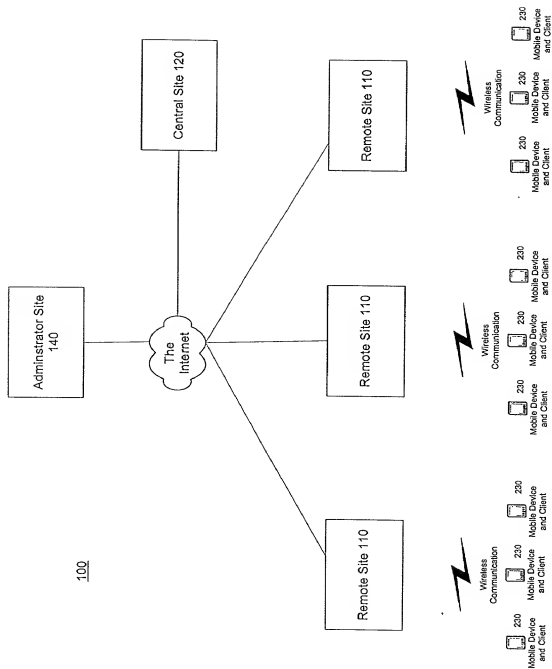 100
Adminstrator Site
140
The
Internet
Central Site 120
Remote Site 110
Remote Site 110
Remote Site 110
Wireless
Communication
Wireless
Communication
Wireless
Communication
230
Mobile Device
and Client
230
Mobile Device
and Client
230
Mobile Device
and Client
230
Mobile Device
and Client
230
Mobile Device
and Client
230
Mobile Device
and Client
230
Mobile Device
and Client
230
Mobile Device
and Client
230
Mobile Device
and Client